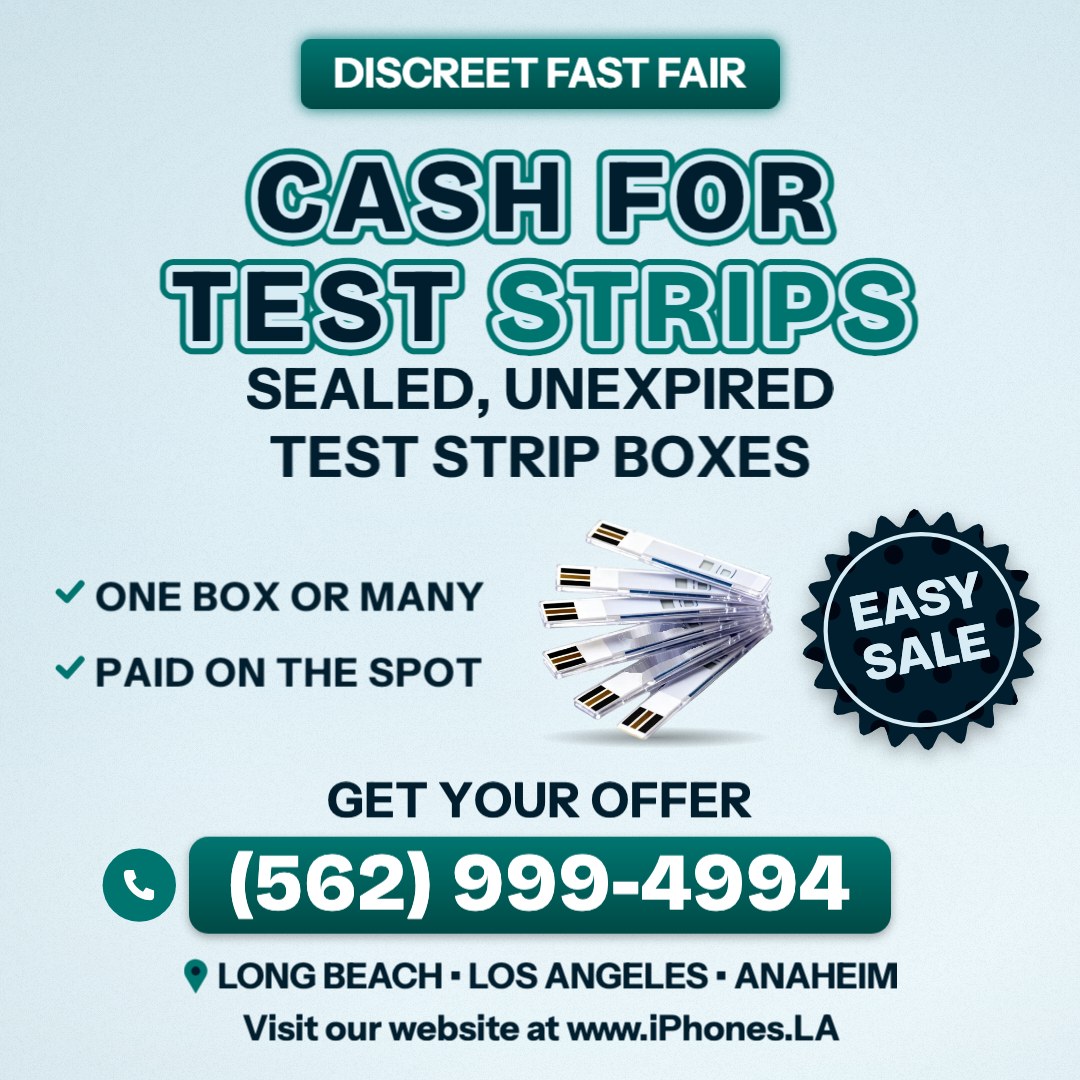 DISCREET FAST FAIR
CASH FOR
TEST STRIPS
SEALED, UNEXPIRED
TEST STRIP BOXES
ONE BOX OR MANY
PAID ON THE SPOT
EASY
SALE
GET YOUR OFFER
(562) 999-4994
LONG BEACH ▪ LOS ANGELES ▪ ANAHEIM
Visit our website at www.iPhones.LA